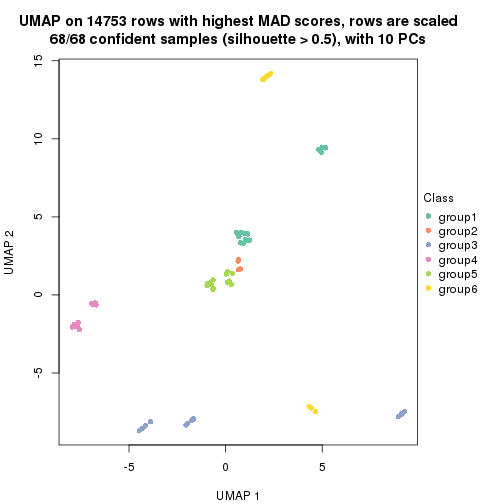 UMAP on 14753 rows with highest MAD scores, rows are scaled
68/68 confident samples (silhouette > 0.5), with 10 PCs
15
10
5
0
-5
UMAP 2
-5
0
5
UMAP 1
Class
group1
group2
group3
group4
group5
group6